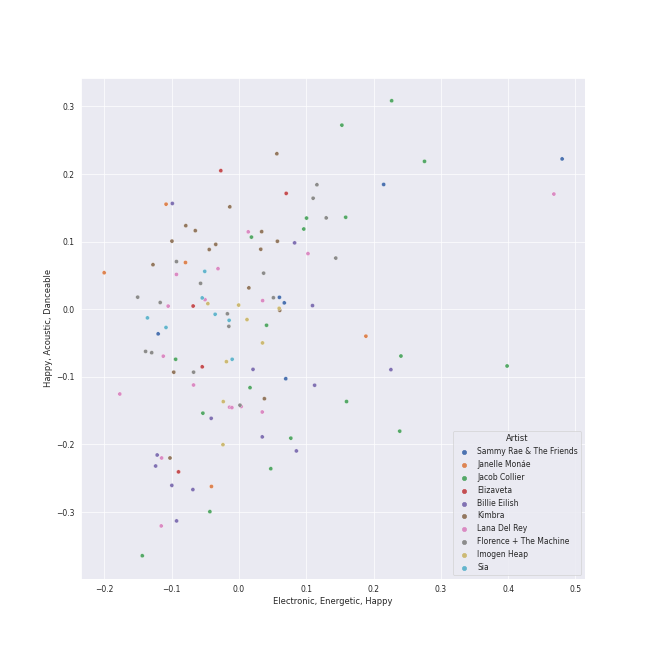 0.3
0.2
0.1
0.0
−0.1
−0.2
−0.3
Happy, Acoustic, Danceable
−0.2 −0.1 0.0 0.1 0.2 0.3 0.4 0.5
Electronic, Energetic, Happy
Artist
Sammy Rae & The Friends
Janelle Monáe
Jacob Collier
Elizaveta
Billie Eilish
Kimbra
Lana Del Rey
Florence + The Machine
Imogen Heap
Sia